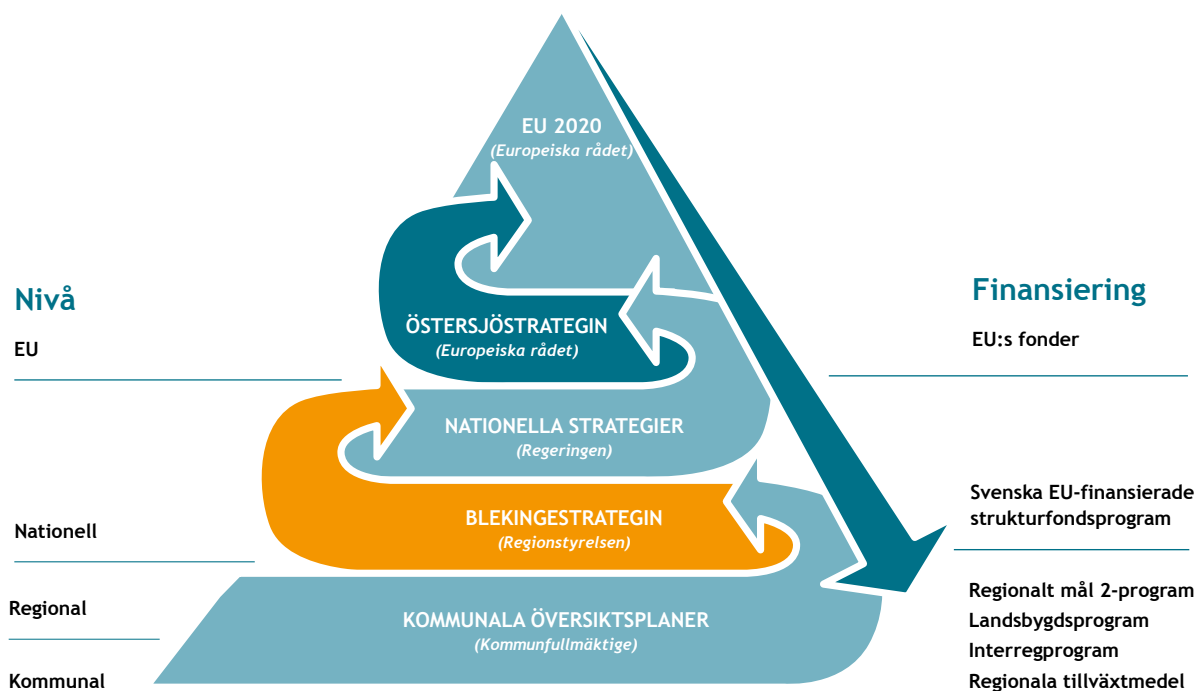 EU 2020
(Europeiska rådet)
Nivå
EU
Finansiering
EU:s fonder
ÖSTERSJÖSTRATEGIN
(Europeiska rådet)
NATIONELLA STRATEGIER
(Regeringen)
Nationell
BLEKINGESTRATEGIN
(Regionstyrelsen)
Svenska EU-finansierade
strukturfondsprogram
Regional
Kommunal
KOMMUNALA ÖVERSIKTSPLANER
(Kommunfullmäktige)
Regionalt mål 2-program
Landsbygdsprogram
Interregprogram
Regionala tillväxtmedel